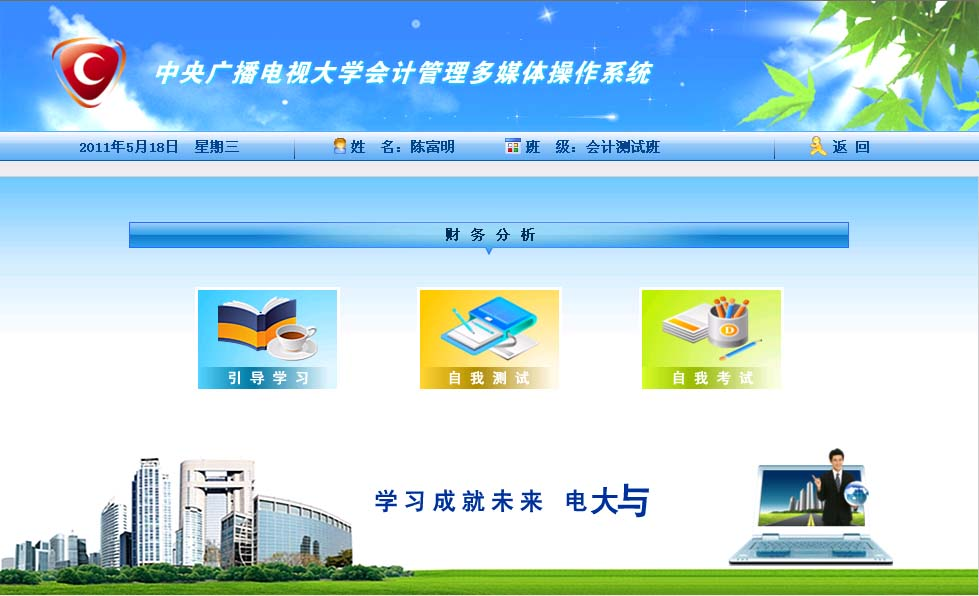 中央广播电视大学会计管理多媒体操作系统
2011年5月18日 星期三 姓 名：陈富明 班 级：会计测试班 返 回
财 务 分 析
引 导 学 习 自 我 测 试 自 我 考 试
D
学习成就未来 电大与